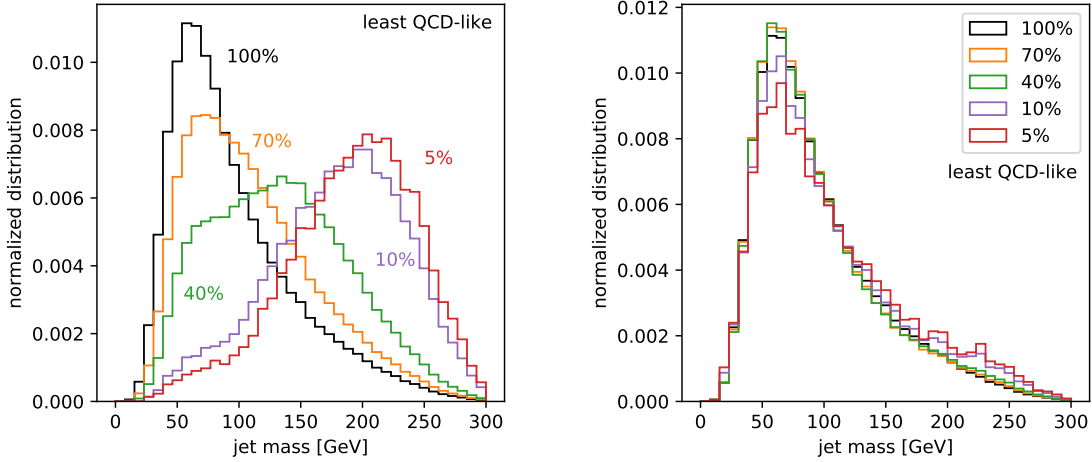 least QCD-like
100%
70%
5%
10%
40%
0.010
0.008
0.006
0.004
0.002
0.000
normalized distribution
0 50 100 150 200 250 300
jet mass [GeV]
0.012
0.010
0.008
0.006
0.004
0.002
0.000
normalized distribution
100%
70%
40%
10%
5%
least QCD-like
0 50 100 150 200 250 300
jet mass [GeV]